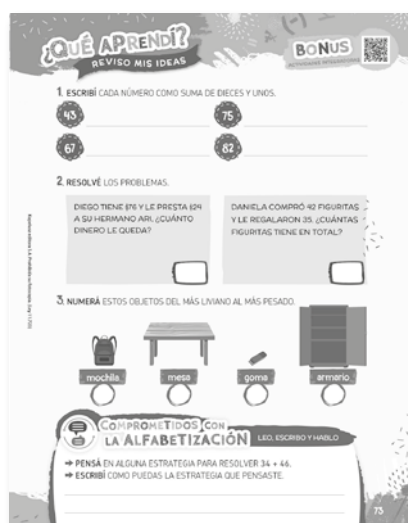 ¿QUÉ APRENDÍ?
REVISO MIS IDEAS
BONUS
ACTIVIDADES INTEGRADORAS
1. ESCRIBÍ CADA NÚMERO COMO SUMA DE DIECES Y UNOS.
43
75
67
82
2. RESOLVÉ LOS PROBLEMAS.
DIEGO TIENE $76 Y LE PRESTA $24
A SU HERMANO ARI. ¿CUÁNTO
DINERO LE QUEDA?
DANIELA COMPRÓ 42 FIGURITAS
Y LE REGALARON 35. ¿CUÁNTAS
FIGURITAS TIENE EN TOTAL?
3. NUMERÁ ESTOS OBJETOS DEL MÁS LIVIANO AL MÁS PESADO.
mochila
mesa
goma
armario
COMPROMETIDOS CON
LA ALFABETIZACIÓN
LEO, ESCRIBO Y HABLO
➡ PENSÁ EN ALGUNA ESTRATEGIA PARA RESOLVER 34 + 46.
➡ ESCRIBÍ COMO PUEDAS LA ESTRATEGIA QUE PENSASTE.
73